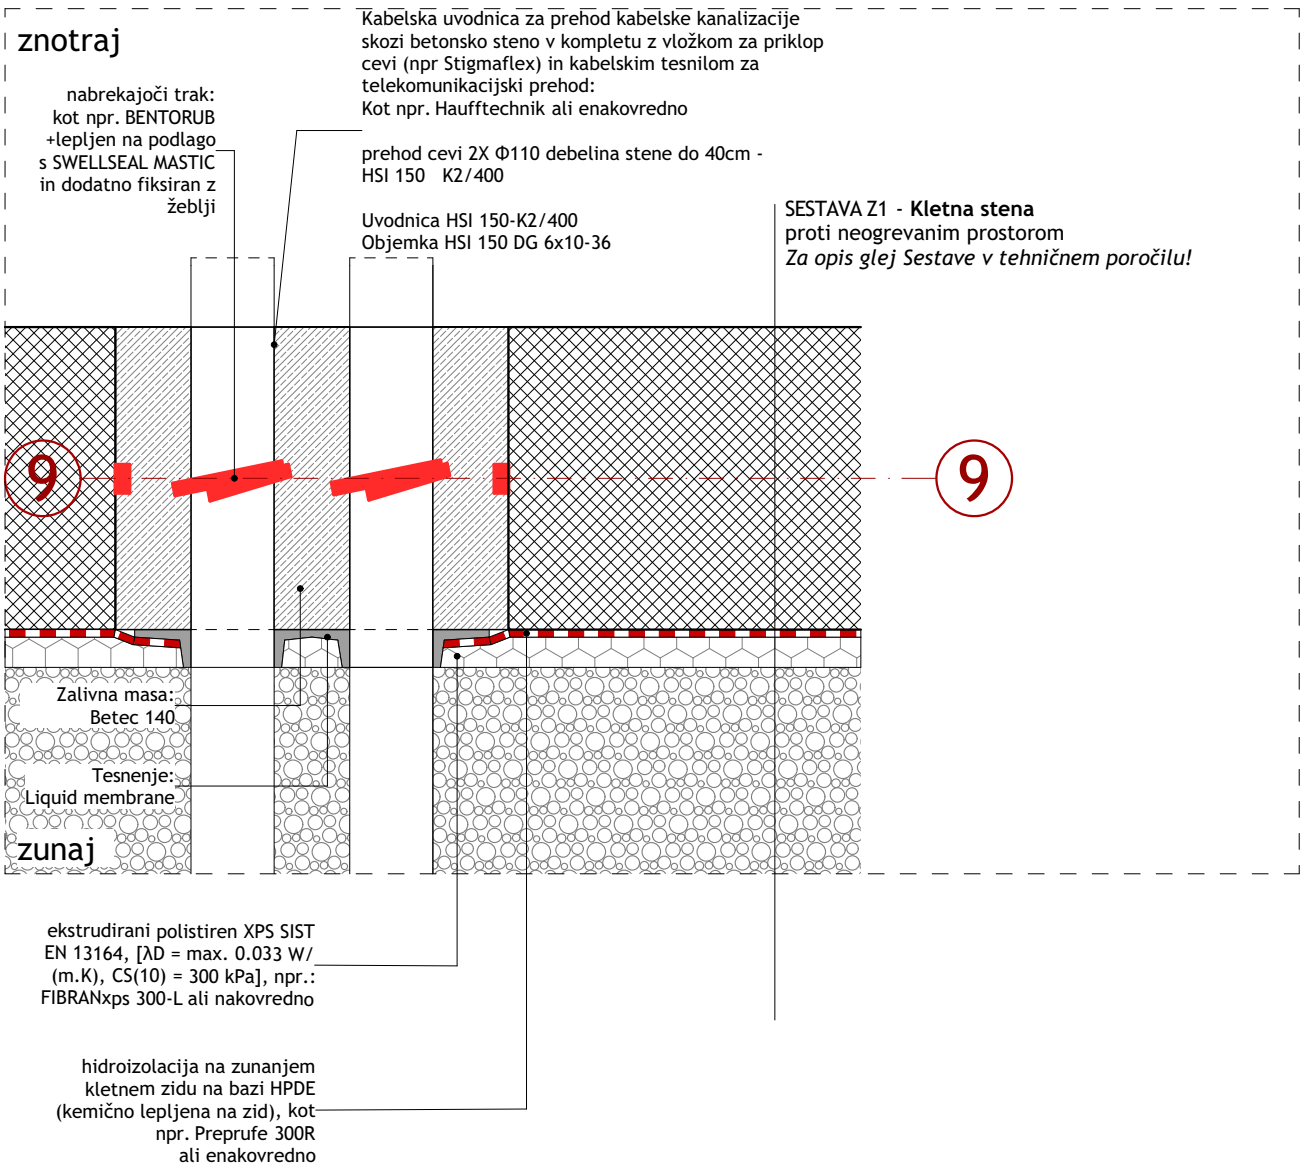 znotraj
Kabelska uvodnica za prehod kabelske kanalizacije
skozi betonsko steno v kompletu z vložkom za priklop
cevi (npr Stigmaflex) in kabelskim tesnilom za
telekomunikacijski prehod:
Kot npr. Haufftechnik ali enakovredno
prehod cevi 2X Φ110 debelina stene do 40cm -
HSI 150 K2/400
Uvodnica HSI 150-K2/400
Objemka HSI 150 DG 6x10-36
nabrekajoči trak:
kot npr. BENTORUB
+lepljen na podlago
s SWELLSEAL MASTIC
in dodatno fiksiran z
žeblji
SESTAVA Z1 - Kletna stena
proti neogrevanim prostorom
Za opis glej Sestave v tehničnem poročilu!
9
9
Zalivna masa:
Betec 140
Tesnenje:
Liquid membrane
zunaj
ekstrudirani polistiren XPS SIST
EN 13164, [λD = max. 0.033 W/
(m.K), CS(10) = 300 kPa], npr.:
FIBRANxps 300-L ali nakovredno
hidroizolacija na zunanjem
kletnem zidu na bazi HPDE
(kemično lepljena na zid), kot
npr. Preprufe 300R
ali enakovredno